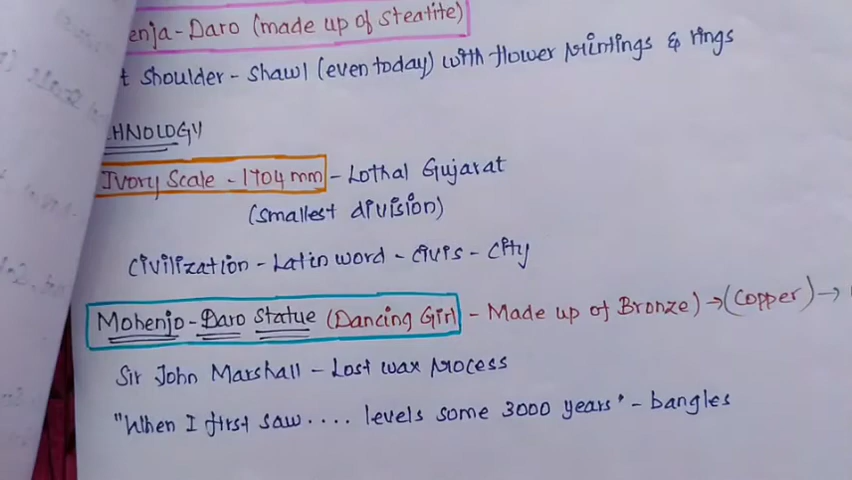 enja-Daro (made up of steatite)
t shoulder - shawl (even today) with flower printings & rings
HNOLOGY
Ivory Scale - 1704 mm - Lothal Gujarat
(smallest division)
civilization - Latin word - civis - city
Mohenjo-Daro Statue (Dancing Girl) - Made up of Bronze) → (copper) →
Sir John Marshall - Lost wax process
"When I first saw.... levels some 3000 years" - bangles